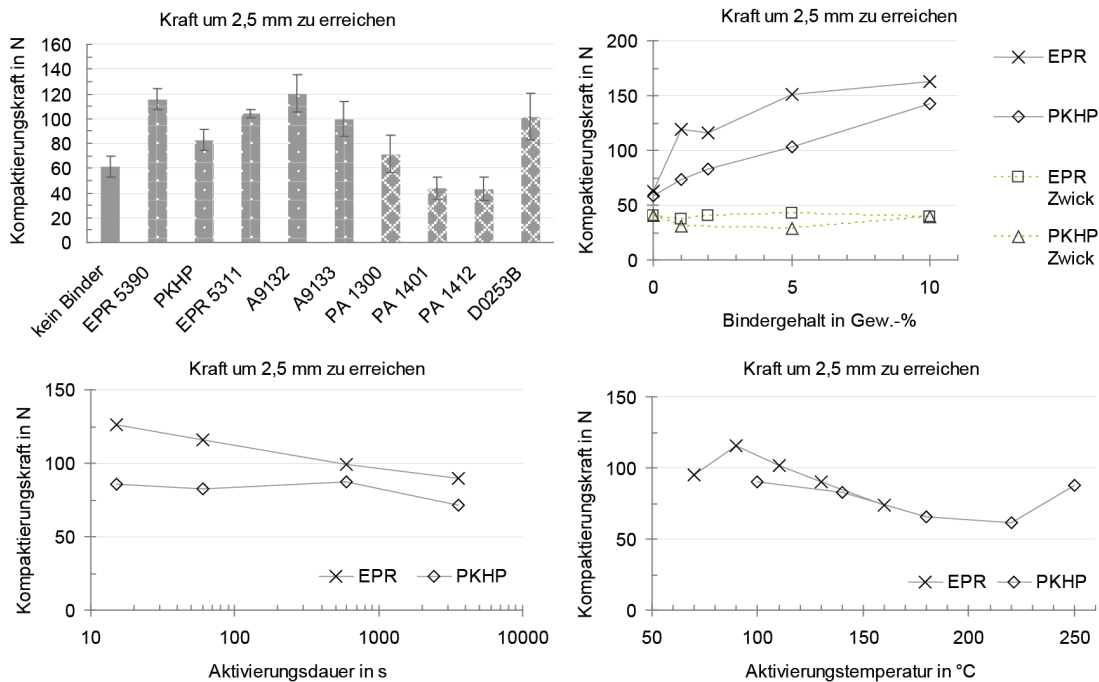 Kraft um 2,5 mm zu erreichen
Kompaktierungskraft in N
160
140
120
100
80
60
40
20
0
kein Binder
EPR 5390
PKHP
EPR 5311
A9132
A9133
PA 1300
PA 1401
PA 1412
D0253B
Kraft um 2,5 mm zu erreichen
Kompaktierungskraft in N
200
150
100
50
0
0 5 10
Bindergehalt in Gew.-%
EPR
PKHP
EPR
Zwick
PKHP
Zwick
Kraft um 2,5 mm zu erreichen
Kompaktierungskraft in N
150
100
50
0
EPR PKHP
10 100 1000 10000
Aktivierungsdauer in s
Kraft um 2,5 mm zu erreichen
Kompaktierungskraft in N
150
100
50
0
EPR PKHP
50 100 150 200 250
Aktivierungstemperatur in °C